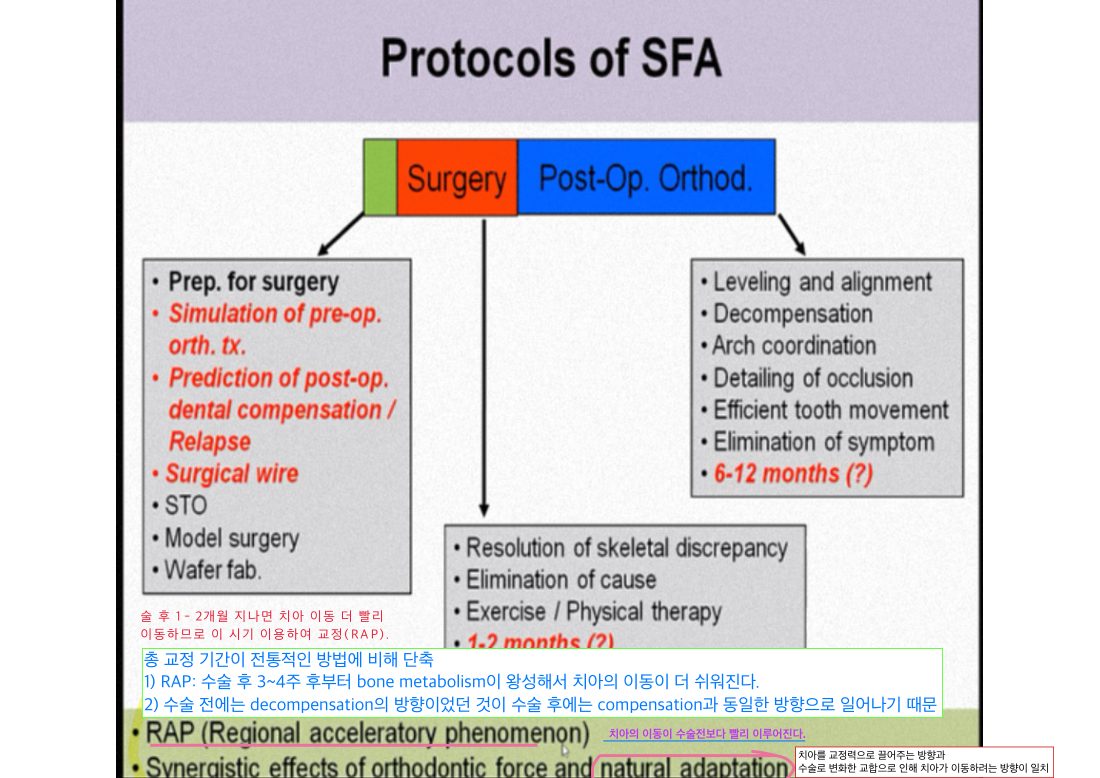 Protocols of SFA
Surgery
Post-Op. Orthod.
• Prep. for surgery
• Simulation of pre-op.
orth. tx.
• Prediction of post-op.
dental compensation /
Relapse
• Surgical wire
• STO
• Model surgery
• Wafer fab.
• Leveling and alignment
• Decompensation
• Arch coordination
• Detailing of occlusion
• Efficient tooth movement
• Elimination of symptom
• 6-12 months (?)
• Resolution of skeletal discrepancy
• Elimination of cause
• Exercise / Physical therapy
• 1-2 months (?)
술 후 1- 2개월 지나면 치아 이동 더 빨리
이동하므로 이 시기 이용하여 교정(RAP).
총 교정 기간이 전통적인 방법에 비해 단축
1) RAP: 수술 후 3~4주 후부터 bone metabolism이 왕성해서 치아의 이동이 더 쉬워진다.
2) 수술 전에는 decompensation의 방향이었던 것이 수술 후에는 compensation과 동일한 방향으로 일어나기 때문
• RAP (Regional acceleratory phenomenon)
치아의 이동이 수술전보다 빨리 이루어진다.
• Synergistic effects of orthodontic force and natural adaptation
치아를 교정력으로 끌어주는 방향과
수술로 변화한 교합으로 인해 치아가 이동하려는 방향이 일치